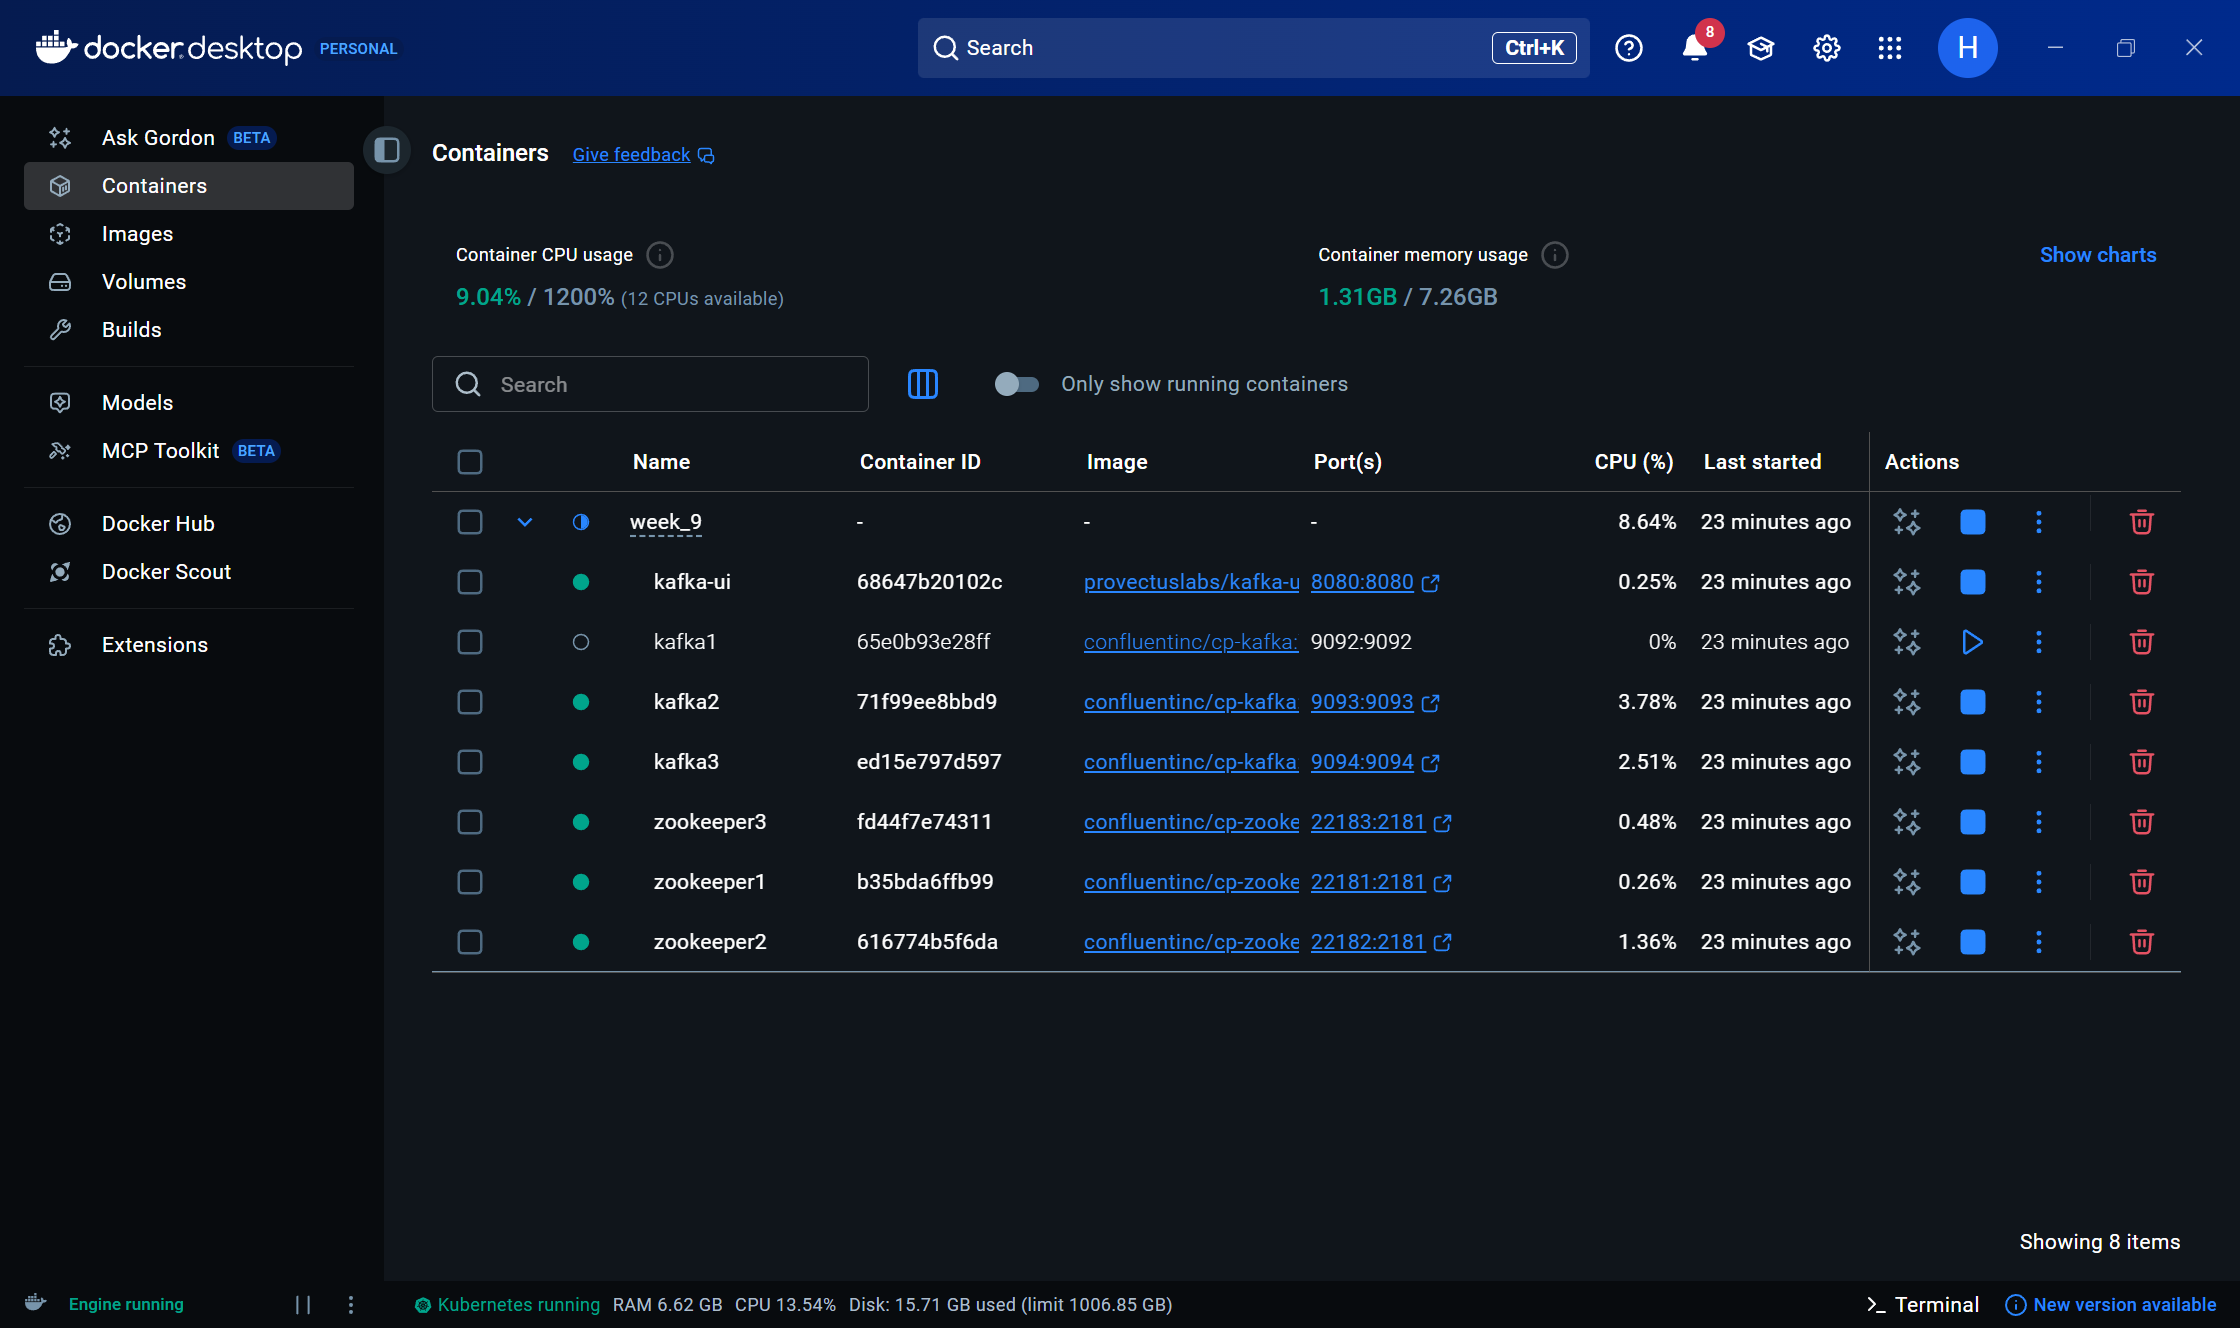 docker desktop PERSONAL
Search Ctrl+K
8
H
Ask Gordon BETA
Containers
Images
Volumes
Builds
Models
MCP Toolkit BETA
Docker Hub
Docker Scout
Extensions
Containers Give feedback
Container CPU usage
9.04% / 1200% (12 CPUs available)
Container memory usage
1.31GB / 7.26GB
Show charts
Search
Only show running containers
Name Container ID Image Port(s) CPU (%) Last started Actions
week_9 - - - 8.64% 23 minutes ago
kafka-ui 68647b20102c provectuslabs/kafka-u 8080:8080 0.25% 23 minutes ago
kafka1 65e0b93e28ff confluentinc/cp-kafka: 9092:9092 0% 23 minutes ago
kafka2 71f99ee8bbd9 confluentinc/cp-kafka 9093:9093 3.78% 23 minutes ago
kafka3 ed15e797d597 confluentinc/cp-kafka 9094:9094 2.51% 23 minutes ago
zookeeper3 fd44f7e74311 confluentinc/cp-zooke 22183:2181 0.48% 23 minutes ago
zookeeper1 b35bda6ffb99 confluentinc/cp-zooke 22181:2181 0.26% 23 minutes ago
zookeeper2 616774b5f6da confluentinc/cp-zooke 22182:2181 1.36% 23 minutes ago
Showing 8 items
Engine running
Kubernetes running RAM 6.62 GB CPU 13.54% Disk: 15.71 GB used (limit 1006.85 GB)
>_ Terminal
New version available